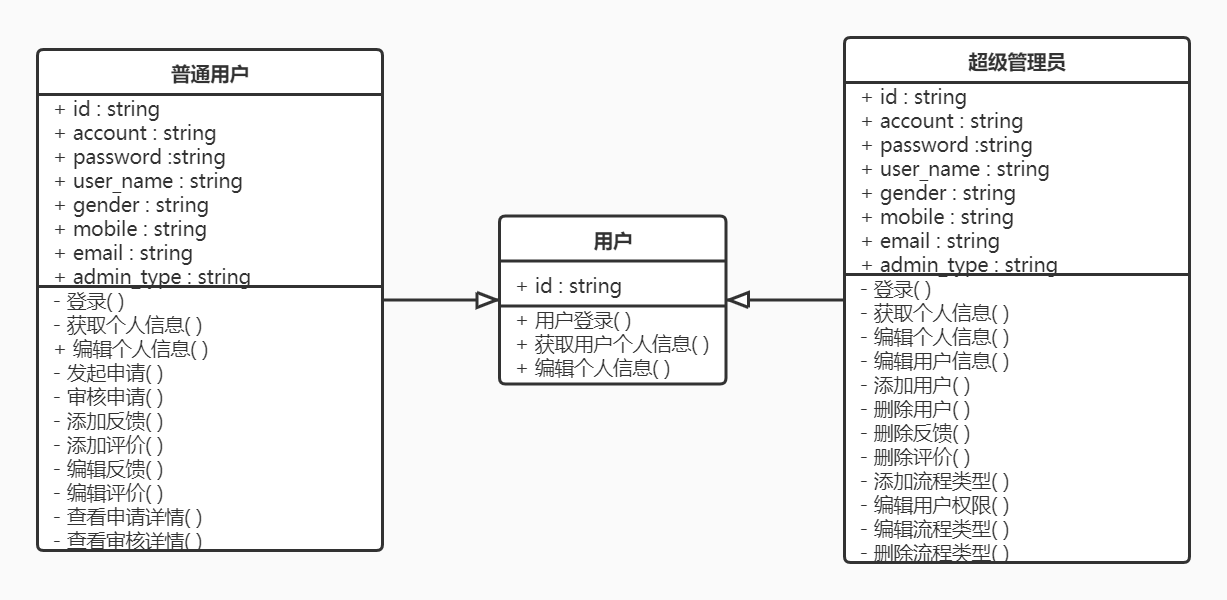 普通用户
+ id : string
+ account : string
+ password :string
+ user_name : string
+ gender : string
+ mobile : string
+ email : string
+ admin_type : string
- 登录( )
- 获取个人信息( )
+ 编辑个人信息( )
- 发起申请( )
- 审核申请( )
- 添加反馈( )
- 添加评价( )
- 编辑反馈( )
- 编辑评价( )
- 查看申请详情( )
- 查看审核详情( )
用户
+ id : string
+ 用户登录( )
+ 获取用户个人信息( )
+ 编辑个人信息( )
超级管理员
+ id : string
+ account : string
+ password :string
+ user_name : string
+ gender : string
+ mobile : string
+ email : string
+ admin_type : string
- 登录( )
- 获取个人信息( )
- 编辑个人信息( )
- 编辑用户信息( )
- 添加用户( )
- 删除用户( )
- 删除反馈( )
- 删除评价( )
- 添加流程类型( )
- 编辑用户权限( )
- 编辑流程类型( )
- 删除流程类型( )